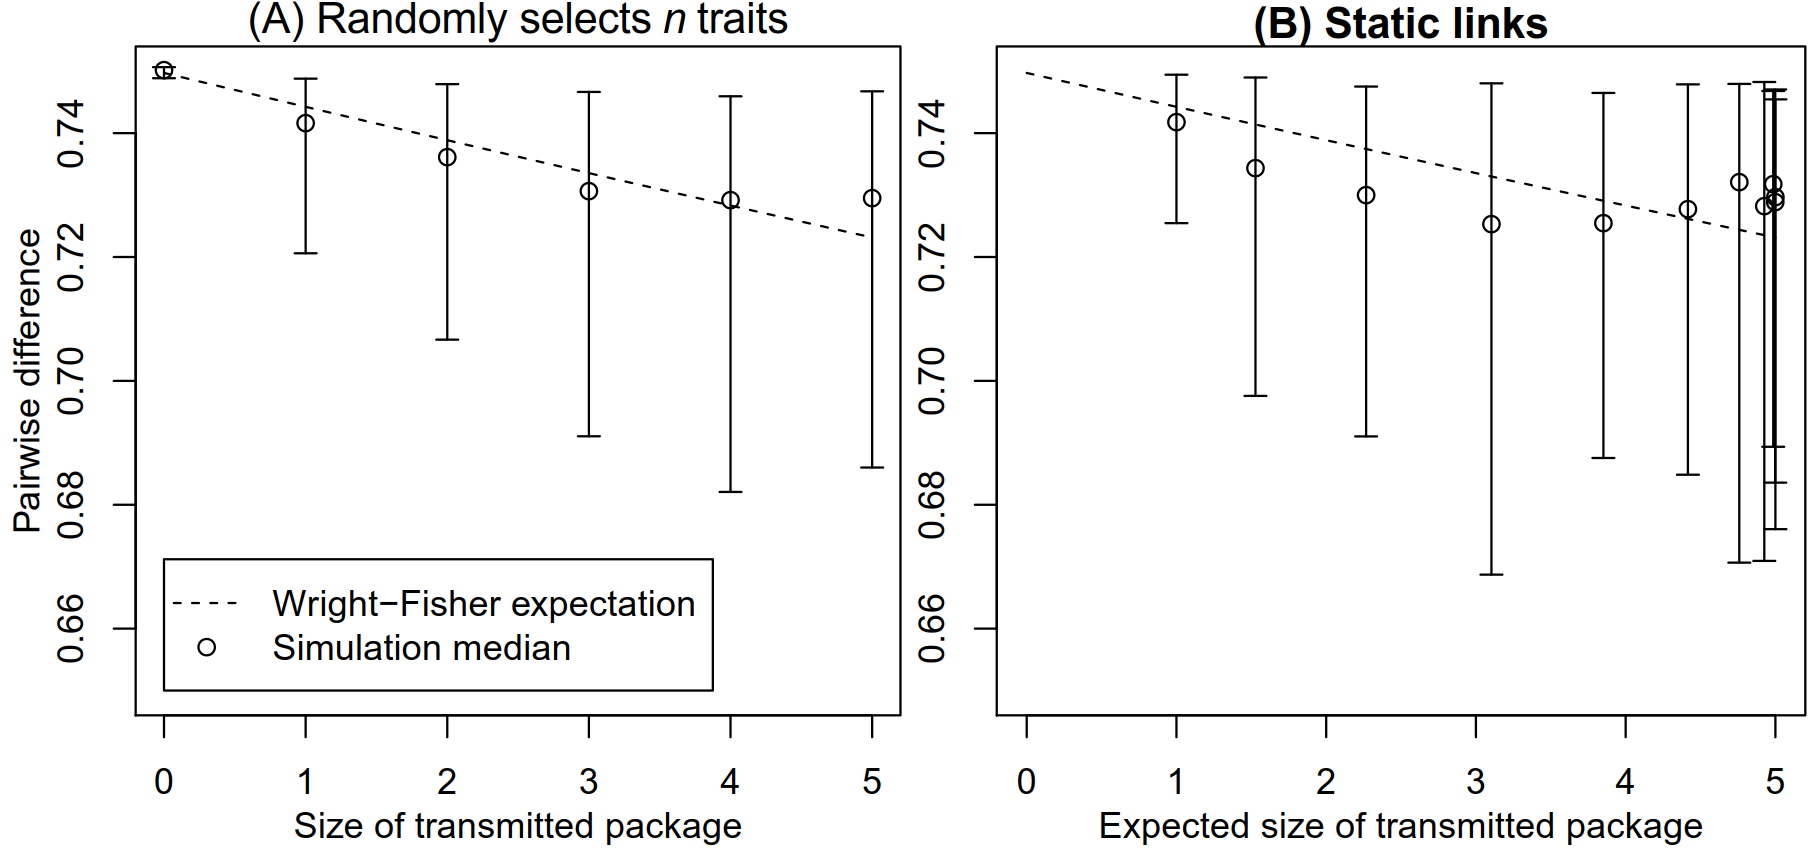 (A) Randomly selects n traits
(B) Static links
Pairwise difference
0.74
0.72
0.70
0.68
0.66
Wright−Fisher expectation
Simulation median
0 1 2 3 4 5
Size of transmitted package
0.74
0.72
0.70
0.68
0.66
0 1 2 3 4 5
Expected size of transmitted package